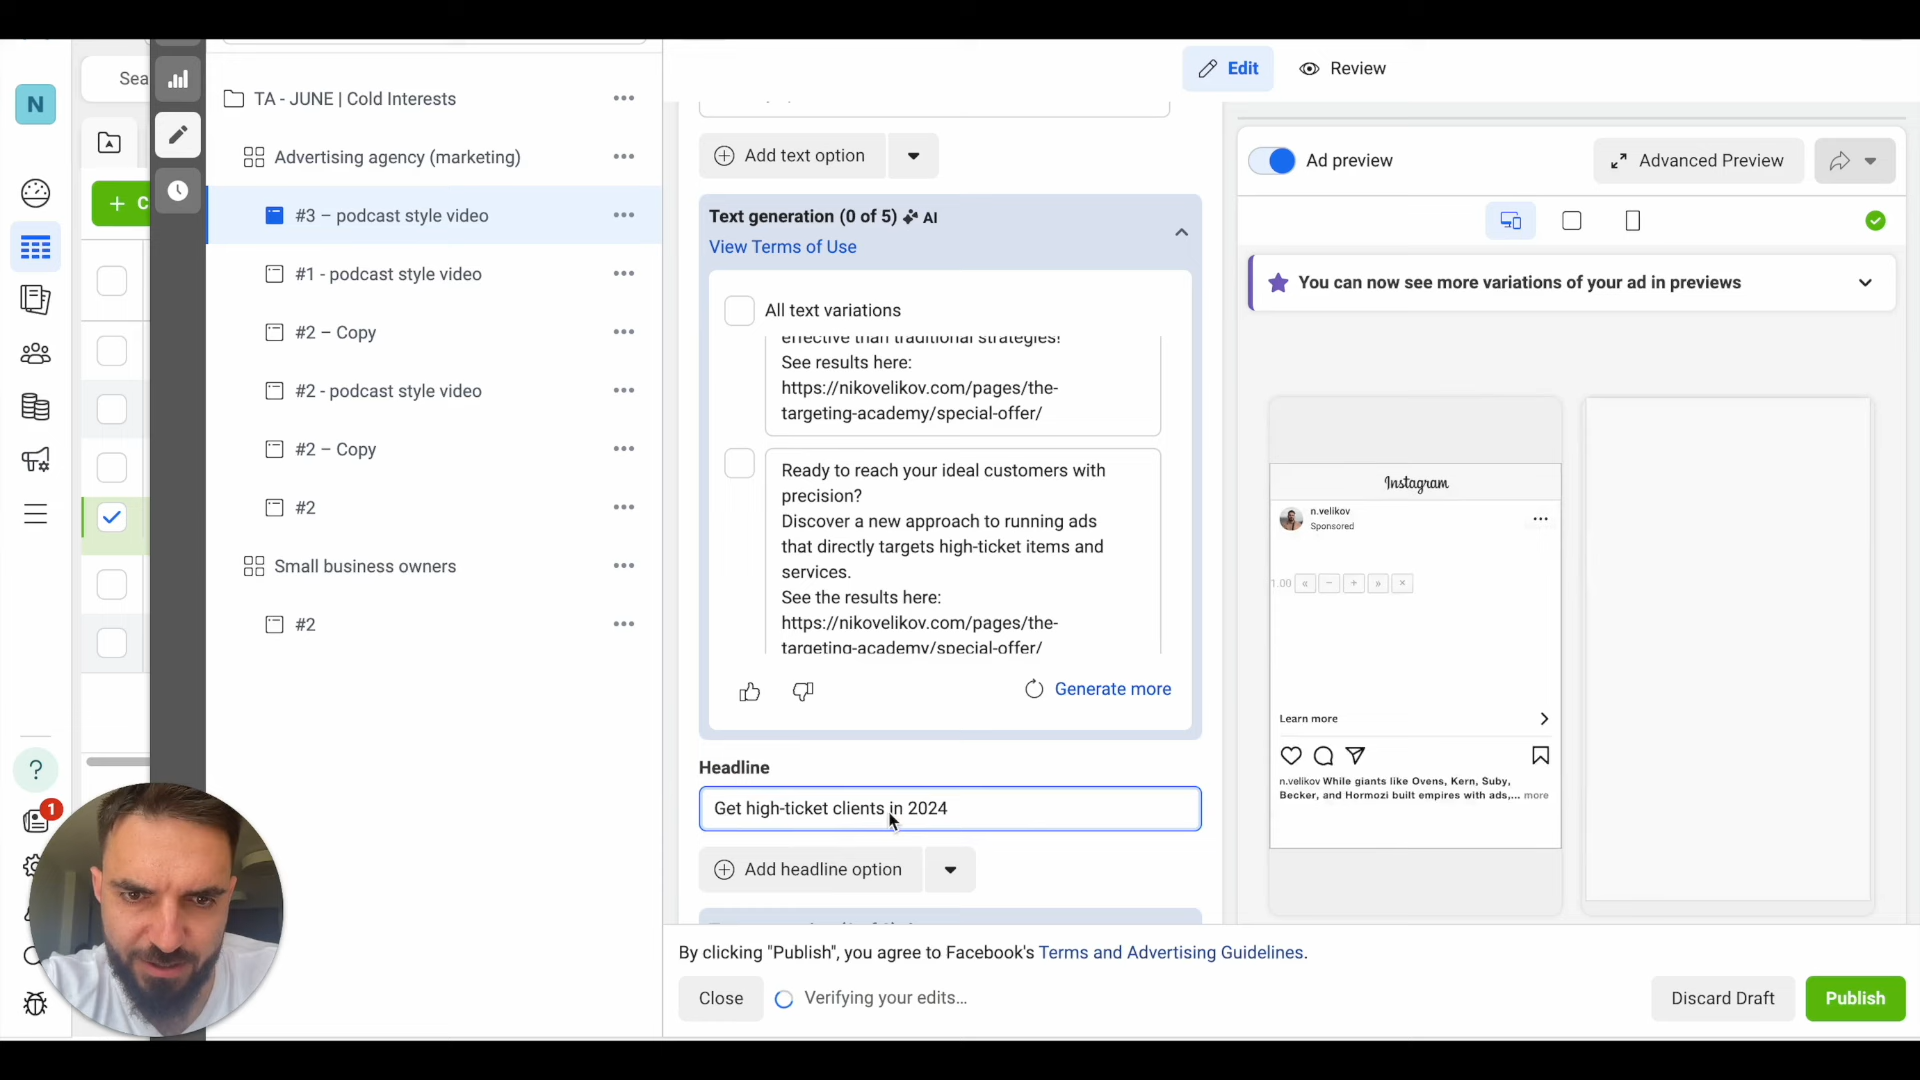 Edit
Review
N
Sea
TA - JUNE | Cold Interests
Advertising agency (marketing)
#3 – podcast style video
#1 - podcast style video
#2 – Copy
#2 - podcast style video
#2 – Copy
#2
Small business owners
#2
+ C
?
1
Add text option
Text generation (0 of 5) AI
View Terms of Use
All text variations
effective than traditional strategies!
See results here:
https://nikovelikov.com/pages/the-
targeting-academy/special-offer/
Ready to reach your ideal customers with
precision?
Discover a new approach to running ads
that directly targets high-ticket items and
services.
See the results here:
https://nikovelikov.com/pages/the-
targeting-academy/special-offer/
Generate more
Headline
Get high-ticket clients in 2024
Add headline option
By clicking "Publish", you agree to Facebook's Terms and Advertising Guidelines.
Close
Verifying your edits...
Discard Draft
Publish
Ad preview
Advanced Preview
You can now see more variations of your ad in previews
Instagram
n.velikov
Sponsored
1.00 « − + » ×
Learn more
n.velikov While giants like Ovens, Kern, Suby,
Becker, and Hormozi built empires with ads,... more